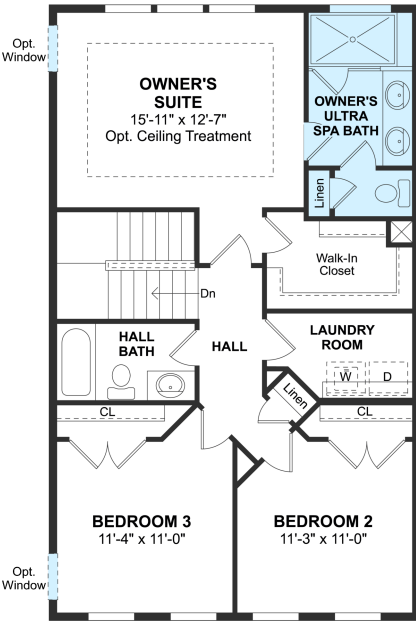 Opt.
Window
OWNER'S
SUITE
15'-11" x 12'-7"
Opt. Ceiling Treatment
OWNER'S
ULTRA
SPA BATH
Linen
Walk-In
Closet
Dn
HALL
BATH
HALL
LAUNDRY
ROOM
W
D
Linen
CL
CL
BEDROOM 3
11'-4" x 11'-0"
BEDROOM 2
11'-3" x 11'-0"
Opt.
Window